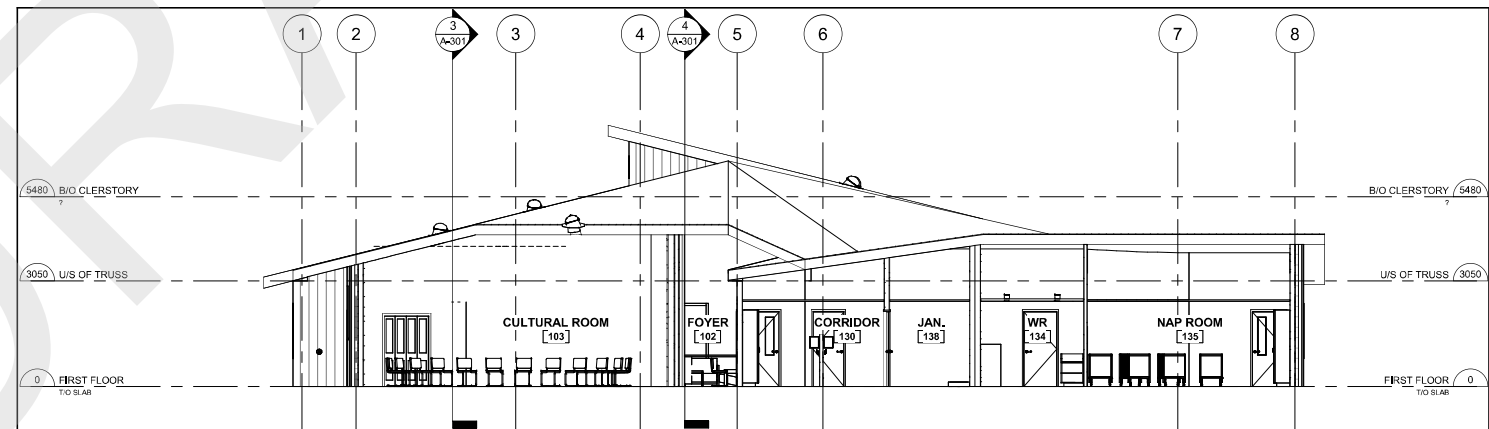 1 2 3 A-301 3 4 4 A-301 5 6 7 8
5480 B/O CLERSTORY
?
B/O CLERSTORY 5480
?
3050 U/S OF TRUSS
U/S OF TRUSS 3050
CULTURAL ROOM
103
FOYER
102
CORRIDOR
130
JAN.
138
WR
134
NAP ROOM
135
0 FIRST FLOOR
T/O SLAB
FIRST FLOOR 0
T/O SLAB